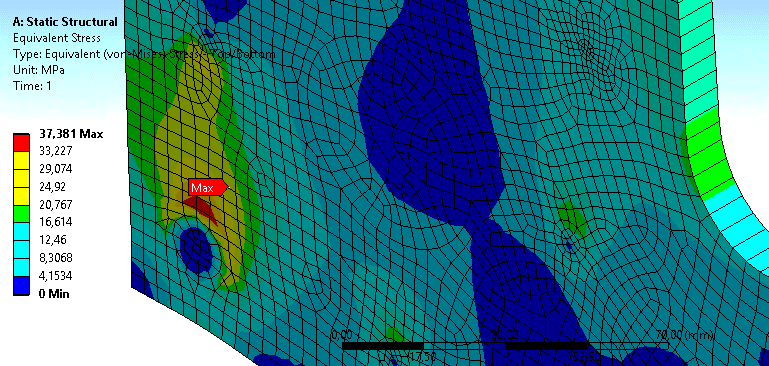 A: Static Structural
Equivalent Stress
Type: Equivalent (von-Mises) Stress - Top/Bottom
Unit: MPa
Time: 1
37,381 Max
33,227
29,074
24,92
20,767
16,614
12,46
8,3068
4,1534
0 Min
Max
0,00
70,00 (mm)
17,50